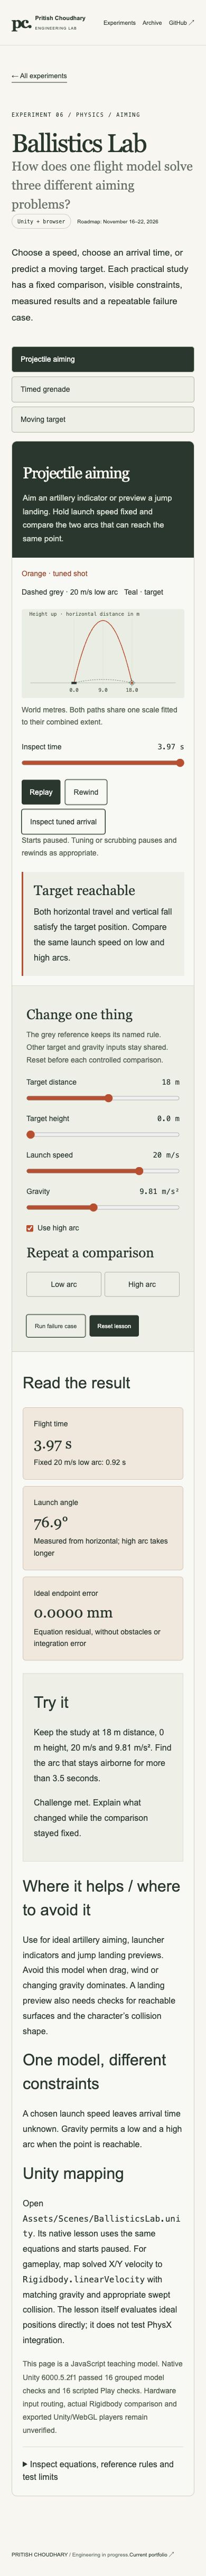 pc. Pritish Choudhary
ENGINEERING LAB
Experiments Archive GitHub ↗
← All experiments
EXPERIMENT 06 / PHYSICS / AIMING
Ballistics Lab
How does one flight model solve
three different aiming
problems?
Unity + browser Roadmap: November 16–22, 2026
Choose a speed, choose an arrival time, or
predict a moving target. Each practical study
has a fixed comparison, visible constraints,
measured results and a repeatable failure
case.
Projectile aiming
Timed grenade
Moving target
Projectile aiming
Aim an artillery indicator or preview a jump
landing. Hold launch speed fixed and
compare the two arcs that can reach the
same point.
Orange · tuned shot
Dashed grey · 20 m/s low arc Teal · target
Height up · horizontal distance in m
0.0 9.0 18.0
World metres. Both paths share one scale fitted
to their combined extent.
Inspect time 3.97 s
Replay Rewind
Inspect tuned arrival
Starts paused. Tuning or scrubbing pauses and
rewinds as appropriate.
Target reachable
Both horizontal travel and vertical fall
satisfy the target position. Compare
the same launch speed on low and
high arcs.
Change one thing
The grey reference keeps its named rule.
Other target and gravity inputs stay shared.
Reset before each controlled comparison.
Target distance 18 m
Target height 0.0 m
Launch speed 20 m/s
Gravity 9.81 m/s²
Use high arc
Repeat a comparison
Low arc High arc
Run failure case Reset lesson
Read the result
Flight time
3.97 s
Fixed 20 m/s low arc: 0.92 s
Launch angle
76.9°
Measured from horizontal; high arc takes
longer
Ideal endpoint error
0.0000 mm
Equation residual, without obstacles or
integration error
Try it
Keep the study at 18 m distance, 0
m height, 20 m/s and 9.81 m/s². Find
the arc that stays airborne for more
than 3.5 seconds.
Challenge met. Explain what
changed while the comparison
stayed fixed.
Where it helps / where
to avoid it
Use for ideal artillery aiming, launcher
indicators and jump landing previews.
Avoid this model when drag, wind or
changing gravity dominates. A landing
preview also needs checks for reachable
surfaces and the character's collision
shape.
One model, different
constraints
A chosen launch speed leaves arrival time
unknown. Gravity permits a low and a high
arc when the point is reachable.
Unity mapping
Open
Assets/Scenes/BallisticsLab.uni
ty. Its native lesson uses the same
equations and starts paused. For
gameplay, map solved X/Y velocity to
Rigidbody.linearVelocity with
matching gravity and appropriate swept
collision. The lesson itself evaluates ideal
positions directly; it does not test PhysX
integration.
This page is a JavaScript teaching model. Native
Unity 6000.5.2f1 passed 16 grouped model
checks and 16 scripted Play checks. Hardware
input routing, actual Rigidbody comparison and
exported Unity/WebGL players remain
unverified.
▶ Inspect equations, reference rules and
test limits
PRITISH CHOUDHARY / Engineering in progress. Current portfolio ↗